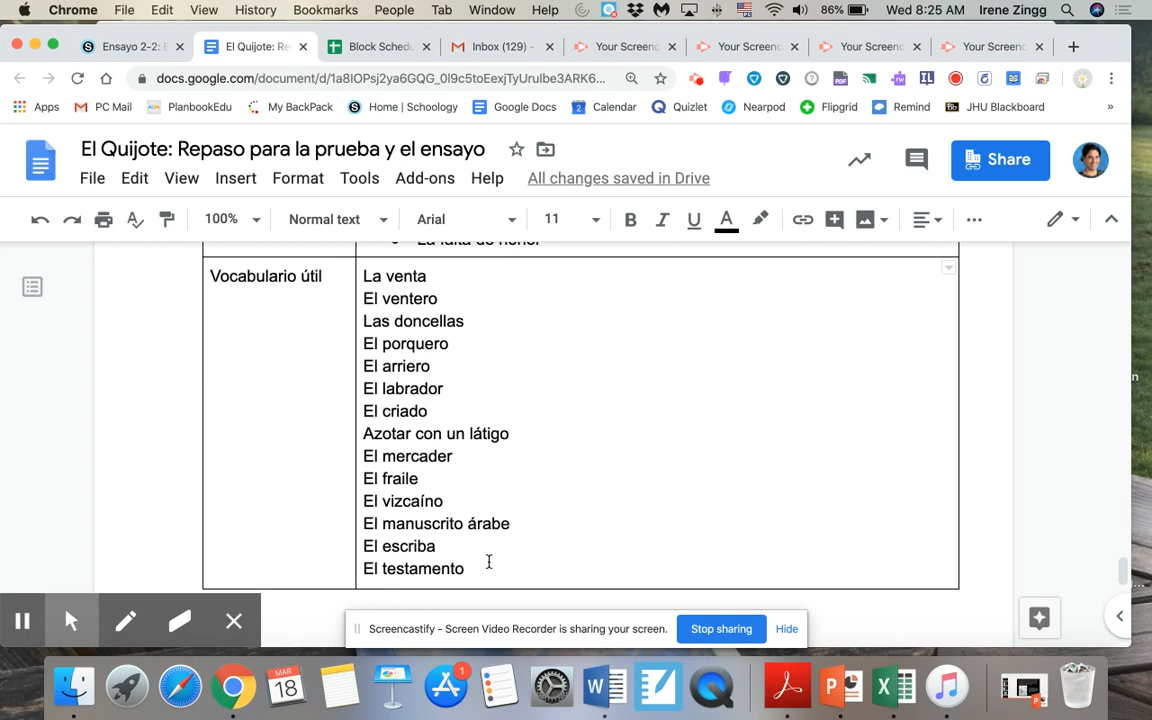 Chrome File Edit View History Bookmarks People Tab Window Help 86% Wed 8:25 AM Irene Zingg
Ensayo 2-2: E El Quijote: Re Block Schedu Inbox (129) - Your Screenc Your Screenc Your Screenc Your Screenc
docs.google.com/document/d/1a8IOPsj2ya6GQG_0l9c5toEexjTyUrulbe3ARK6...
Apps PC Mail PlanbookEdu My BackPack Home | Schoology Google Docs Calendar Quizlet Nearpod Flipgrid Remind JHU Blackboard »
El Quijote: Repaso para la prueba y el ensayo
Share
File Edit View Insert Format Tools Add-ons Help All changes saved in Drive
100% Normal text Arial 11 B I U A
La falta de honor
Vocabulario útil
La venta
El ventero
Las doncellas
El porquero
El arriero
El labrador
El criado
Azotar con un látigo
El mercader
El fraile
El vizcaíno
El manuscrito árabe
El escriba
El testamento
Screencastify - Screen Video Recorder is sharing your screen. Stop sharing Hide
MAR
18
1